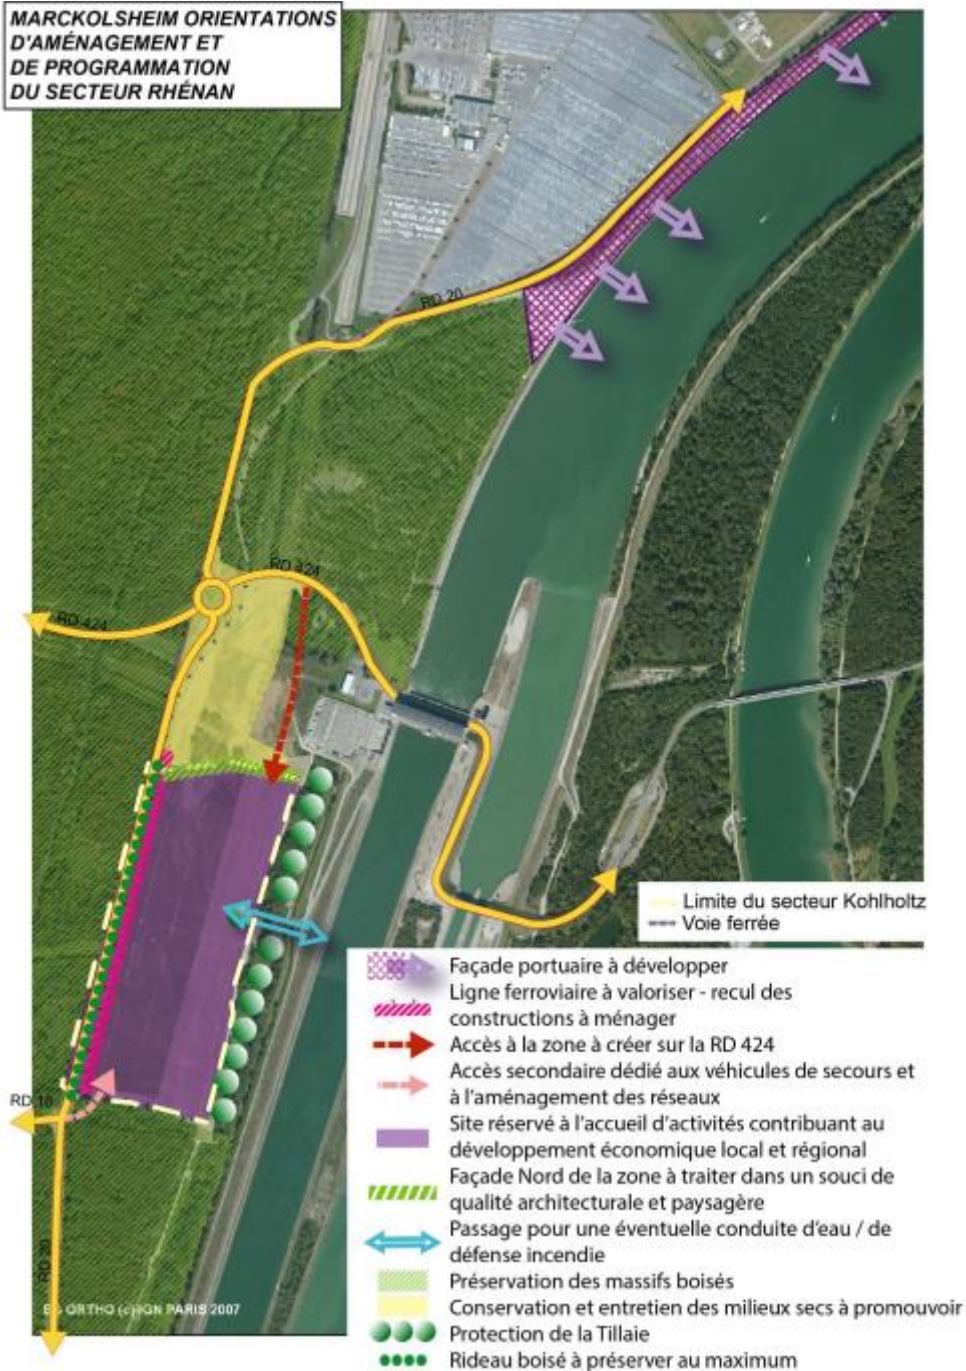 MARCKOLSHEIM ORIENTATIONS
D'AMÉNAGEMENT ET
DE PROGRAMMATION
DU SECTEUR RHÉNAN
RD 20
RD 424
RD 424
Limite du secteur Kohlholtz
Voie ferrée
Façade portuaire à développer
Ligne ferroviaire à valoriser - recul des
constructions à ménager
Accès à la zone à créer sur la RD 424
Accès secondaire dédié aux véhicules de secours et
à l'aménagement des réseaux
RD 10
Site réservé à l'accueil d'activités contribuant au
développement économique local et régional
Façade Nord de la zone à traiter dans un souci de
qualité architecturale et paysagère
Passage pour une éventuelle conduite d'eau / de
défense incendie
RD 20
Préservation des massifs boisés
Conservation et entretien des milieux secs à promouvoir
ORTHO (c) IGN PARIS 2007
Protection de la Tillaie
Rideau boisé à préserver au maximum